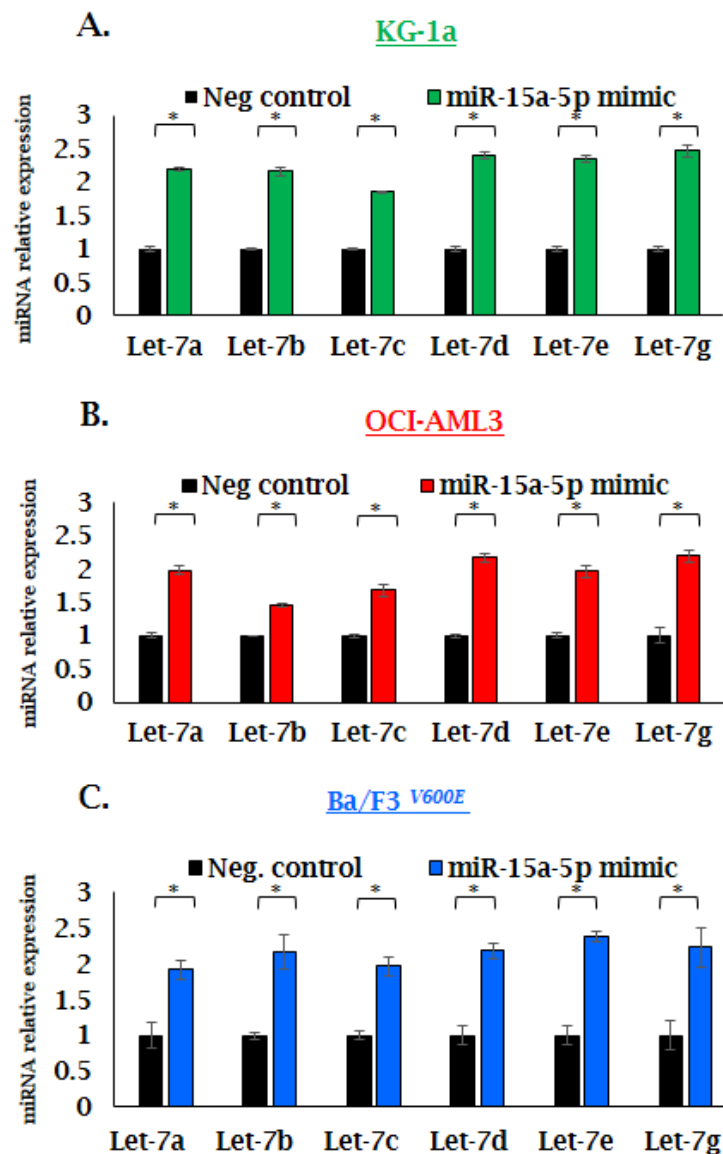 A.
KG-1a
Neg control miR-15a-5p mimic
miRNA relative expression
3
2.5
2
1.5
1
0.5
0
* * * * * *
Let-7a Let-7b Let-7c Let-7d Let-7e Let-7g
B.
OCI-AML3
Neg control miR-15a-5p mimic
miRNA relative expression
3
2.5
2
1.5
1
0.5
0
* * * * * *
Let-7a Let-7b Let-7c Let-7d Let-7e Let-7g
C.
Ba/F3 V600E
Neg. control miR-15a-5p mimic
miRNA relative expression
3
2.5
2
1.5
1
0.5
0
* * * * * *
Let-7a Let-7b Let-7c Let-7d Let-7e Let-7g